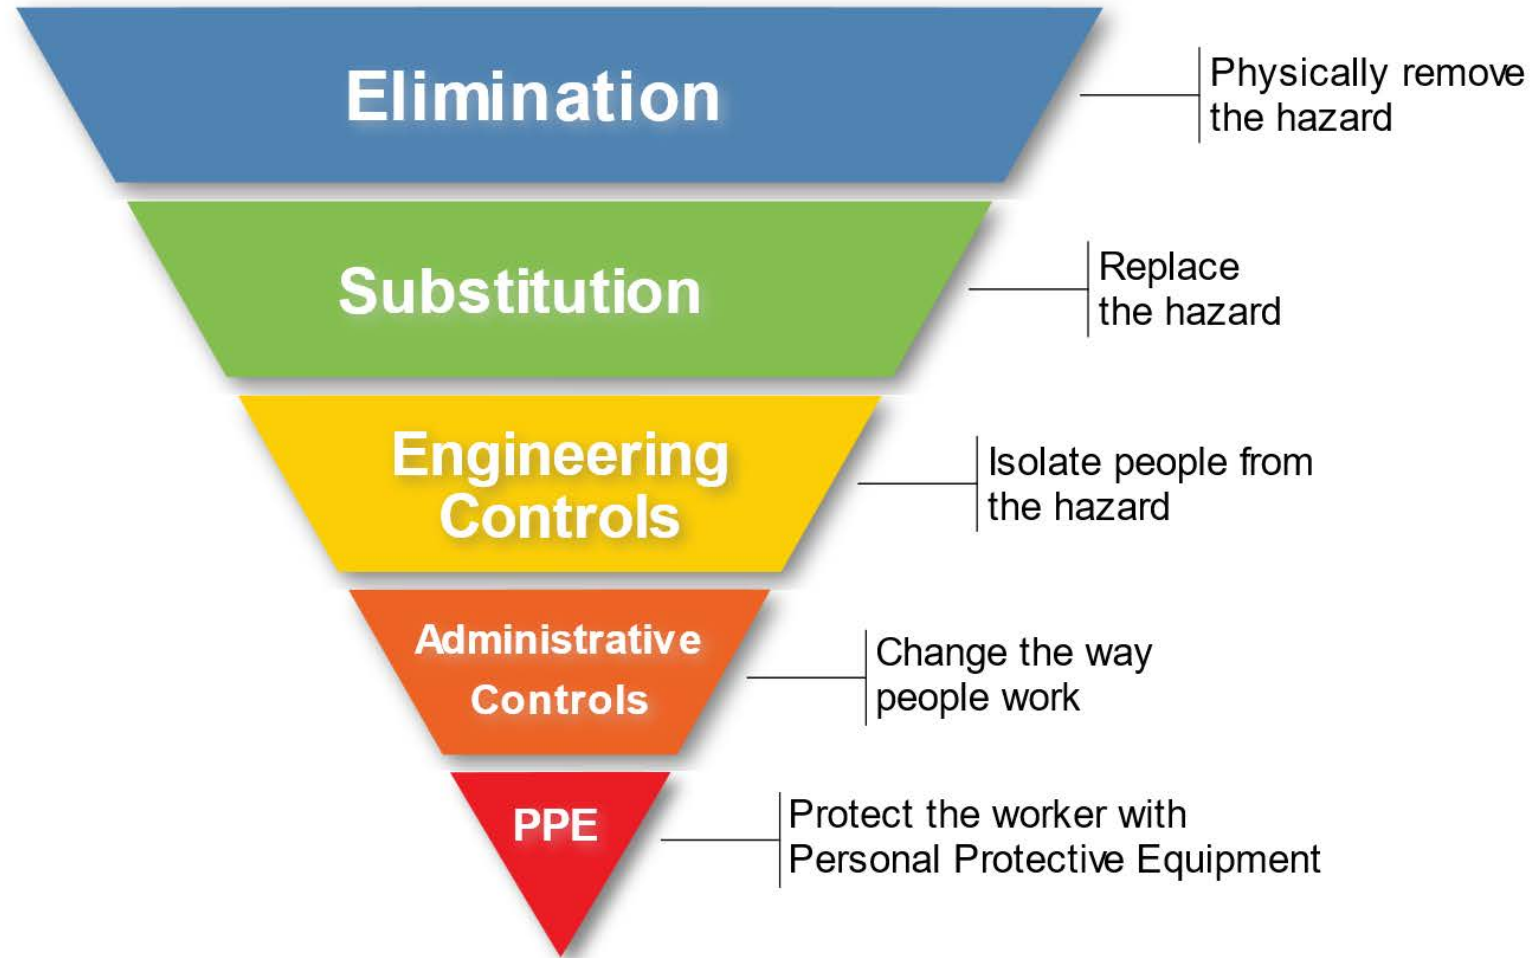 Elimination
Physically remove
the hazard
Substitution
Replace
the hazard
Engineering
Controls
Isolate people from
the hazard
Administrative
Controls
Change the way
people work
PPE
Protect the worker with
Personal Protective Equipment